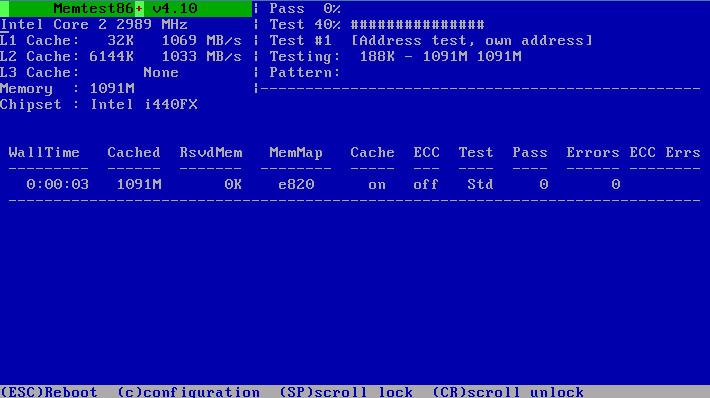 Memtest86+ v4.10 | Pass 0%
Intel Core 2 2989 MHz | Test 40% ###############
L1 Cache: 32K 1069 MB/s | Test #1 [Address test, own address]
L2 Cache: 6144K 1033 MB/s | Testing: 188K - 1091M 1091M
L3 Cache: None | Pattern:
Memory : 1091M |-------------------------------------------------
Chipset : Intel i440FX
WallTime Cached RsvdMem MemMap Cache ECC Test Pass Errors ECC Errs
--------- ------ ------- -------- ----- --- ---- ---- ------ --------
0:00:03 1091M 0K e820 on off Std 0 0
-----------------------------------------------------------------------------
(ESC)Reboot (c)configuration (SP)scroll lock (CR)scroll unlock